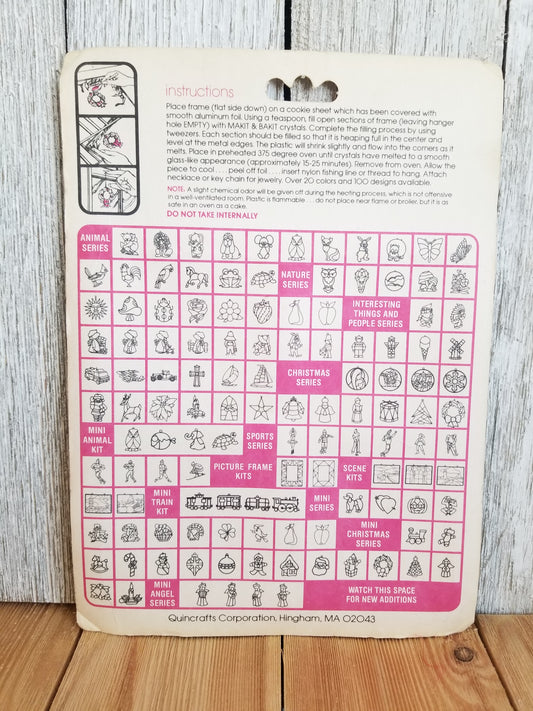 instructions
Place frame (flat side down) on a cookie sheet which has been covered with
smooth aluminum foil. Using a teaspoon, fill open sections of frame (leaving hanger
hole EMPTY) with MAKIT & BAKIT crystals. Complete the filling process by using
tweezers. Each section should be filled so that it is heaping full in the center and
level at the metal edges. The plastic will shrink slightly and flow into the corners as it
melts. Place in preheated 375 degree oven until crystals have melted to a smooth
glass-like appearance (approximately 15-25 minutes). Remove from oven. Allow the
piece to cool . . . . peel off foil . . . . insert nylon fishing line or thread to hang. Attach
necklace or key chain for jewelry. Over 20 colors and 100 designs available.
NOTE: A slight chemical odor will be given off during the heating process, which is not offensive
in a well-ventilated room. Plastic is flammable . . . do not place near flame or broiler, but it is as
safe in an oven as a cake.
DO NOT TAKE INTERNALLY
ANIMAL
SERIES
NATURE
SERIES
INTERESTING
THINGS AND
PEOPLE SERIES
CHRISTMAS
SERIES
MINI
ANIMAL
KIT
SPORTS
SERIES
PICTURE FRAME
KITS
SCENE
KITS
MINI
TRAIN
KIT
MINI
SERIES
MINI
CHRISTMAS
SERIES
MINI
ANGEL
SERIES
WATCH THIS SPACE
FOR NEW ADDITIONS
Quincrafts Corporation, Hingham, MA 02043